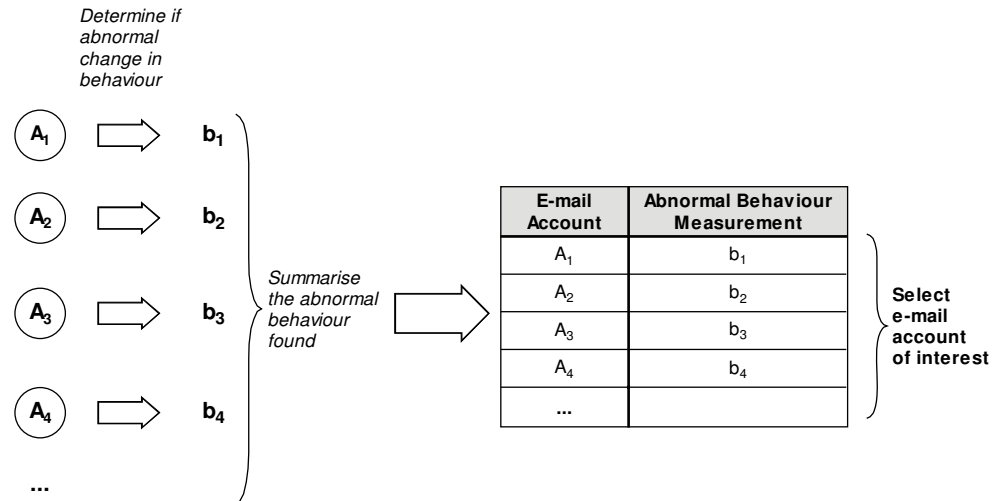 Determine if
abnormal
change in
behaviour
A1
b1
A2
b2
A3
b3
A4
b4
...
Summarise
the abnormal
behaviour
found
E-mail
Account
Abnormal Behaviour
Measurement
A1
b1
A2
b2
A3
b3
A4
b4
...
Select
e-mail
account
of interest